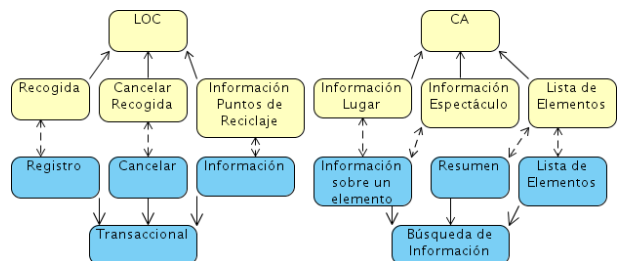 LOC
CA
Recogida
Cancelar
Recogida
Información
Puntos de
Reciclaje
Información
Lugar
Información
Espectáculo
Lista de
Elementos
Registro
Cancelar
Información
Información
sobre un
elemento
Resumen
Lista de
Elementos
Transaccional
Búsqueda de
Información